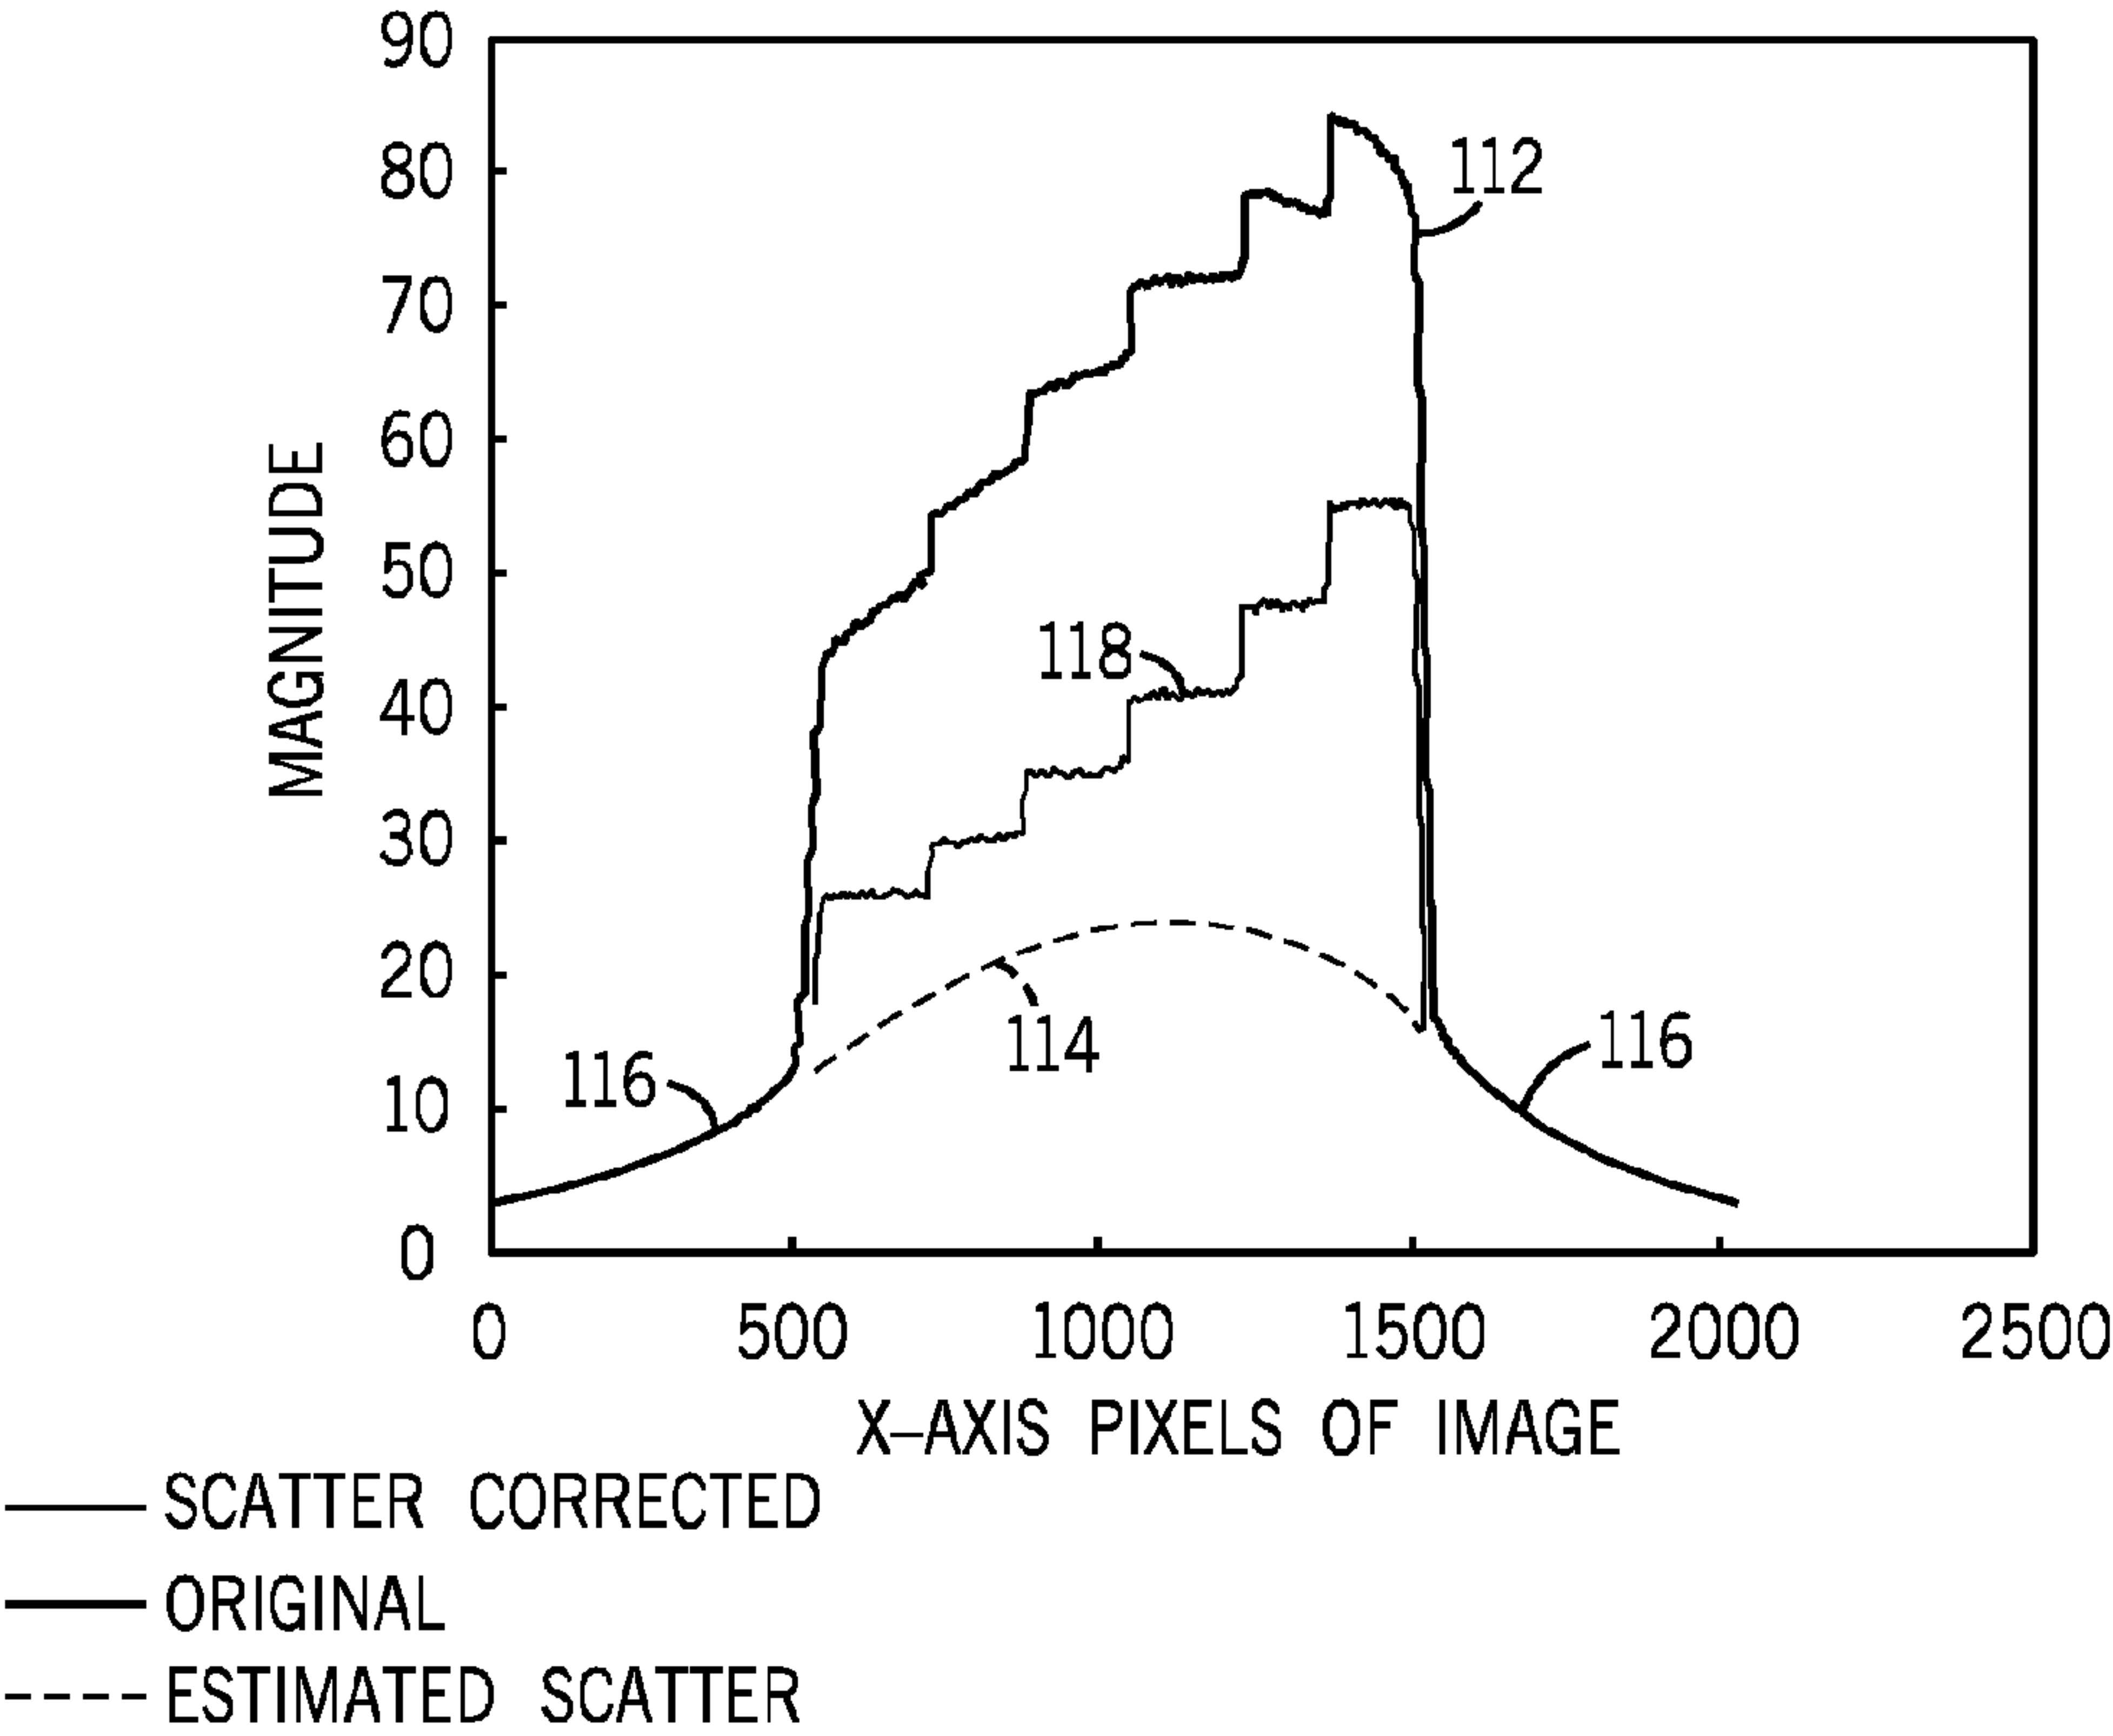 90
80
70
60
50
40
30
20
10
0
MAGNITUDE
112
118
114
116
116
0 500 1000 1500 2000 2500
X-AXIS PIXELS OF IMAGE
SCATTER CORRECTED
ORIGINAL
ESTIMATED SCATTER